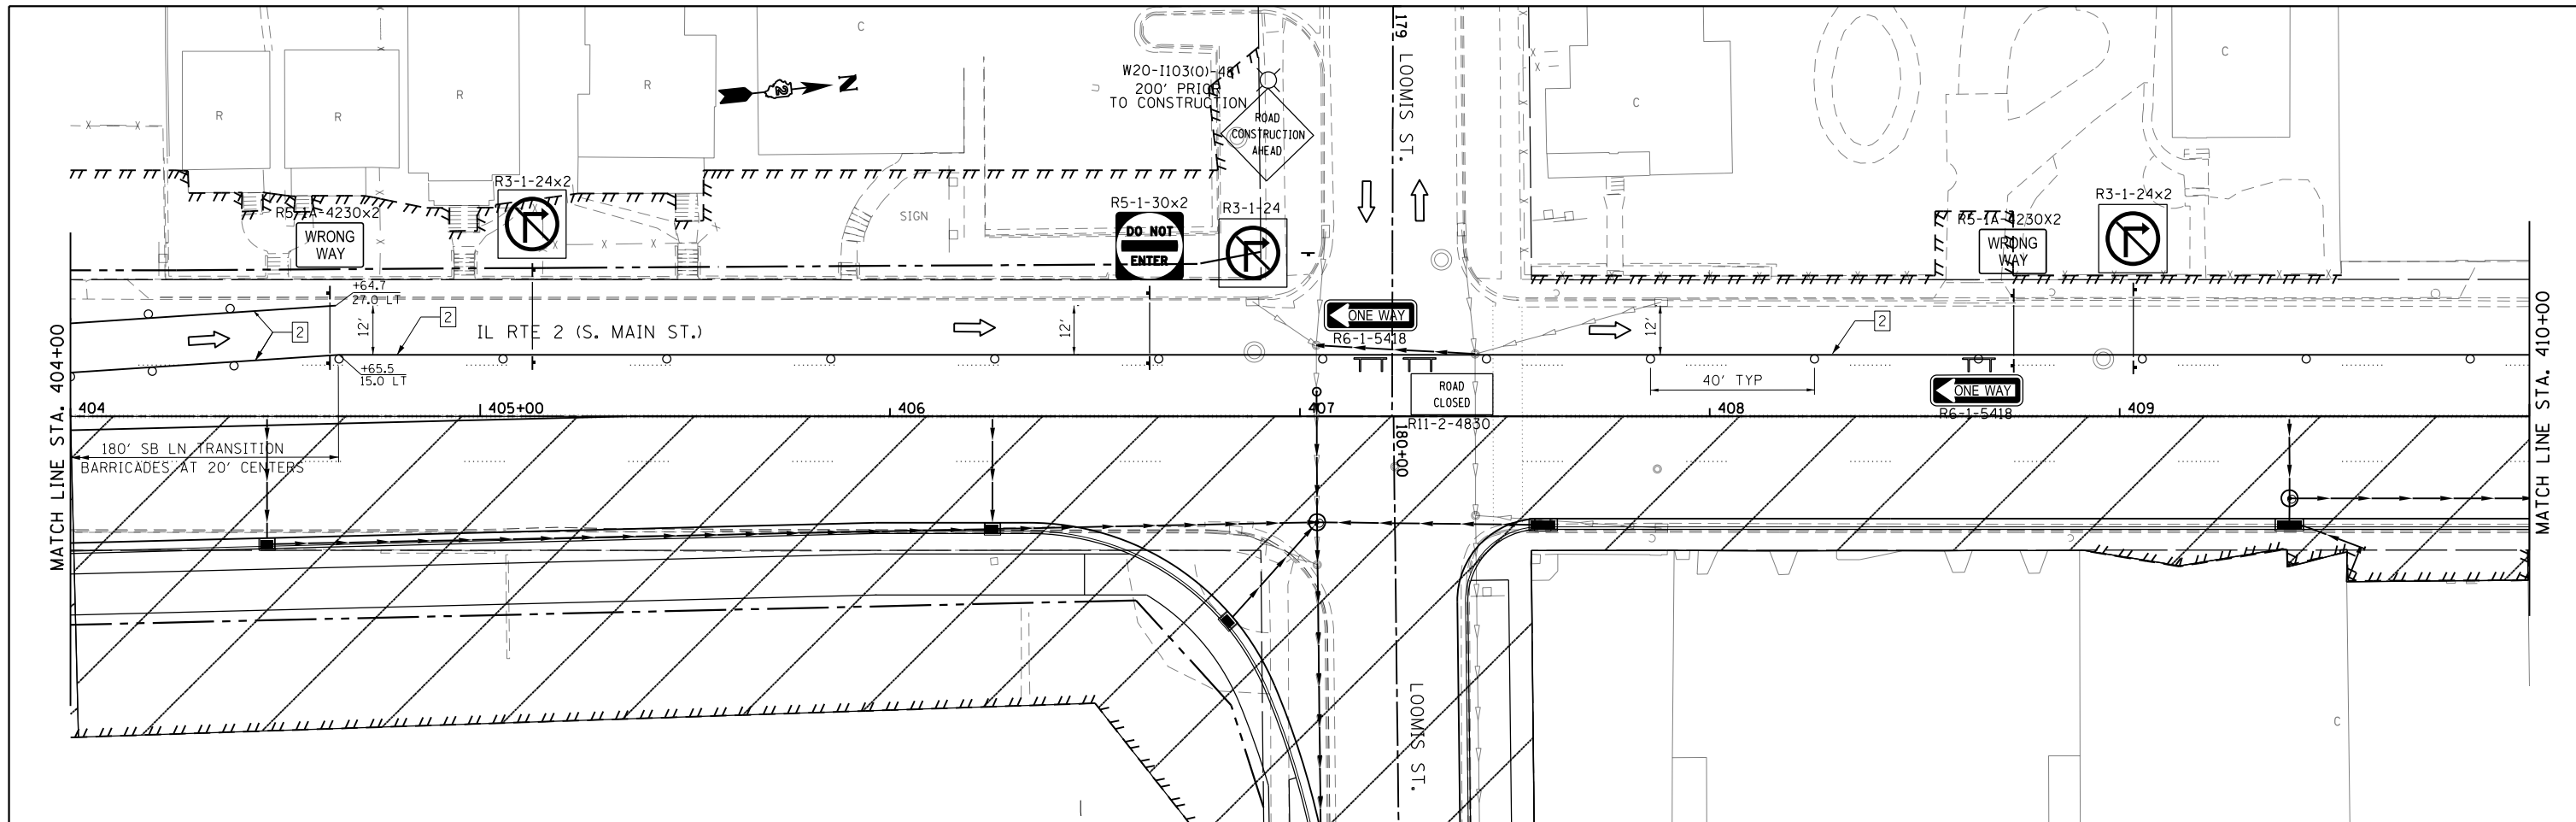 C
R
R
R
R
2
N
W20-I103(0)-48
200' PRIOR
TO CONSTRUCTION
ROAD
CONSTRUCTION
AHEAD
179
LOOMIS ST.
C
C
C
R5-1A-4230x2
WRONG
WAY
R3-1-24x2
SIGN
R5-1-30x2
DO NOT
ENTER
R3-1-24
R5-1A-4230X2
WRONG
WAY
R3-1-24x2
MATCH LINE STA. 404+00
+64.7
27.0 LT
2
12'
2
IL RTE 2 (S. MAIN ST.)
12'
ONE WAY
R6-1-5418
12'
2
+65.5
15.0 LT
ROAD
CLOSED
R11-2-4830
40' TYP
ONE WAY
R6-1-5418
MATCH LINE STA. 410+00
404
405+00
406
407
408
409
180+00
180' SB LN TRANSITION
BARRICADES AT 20' CENTERS
LOOMIS ST.
C